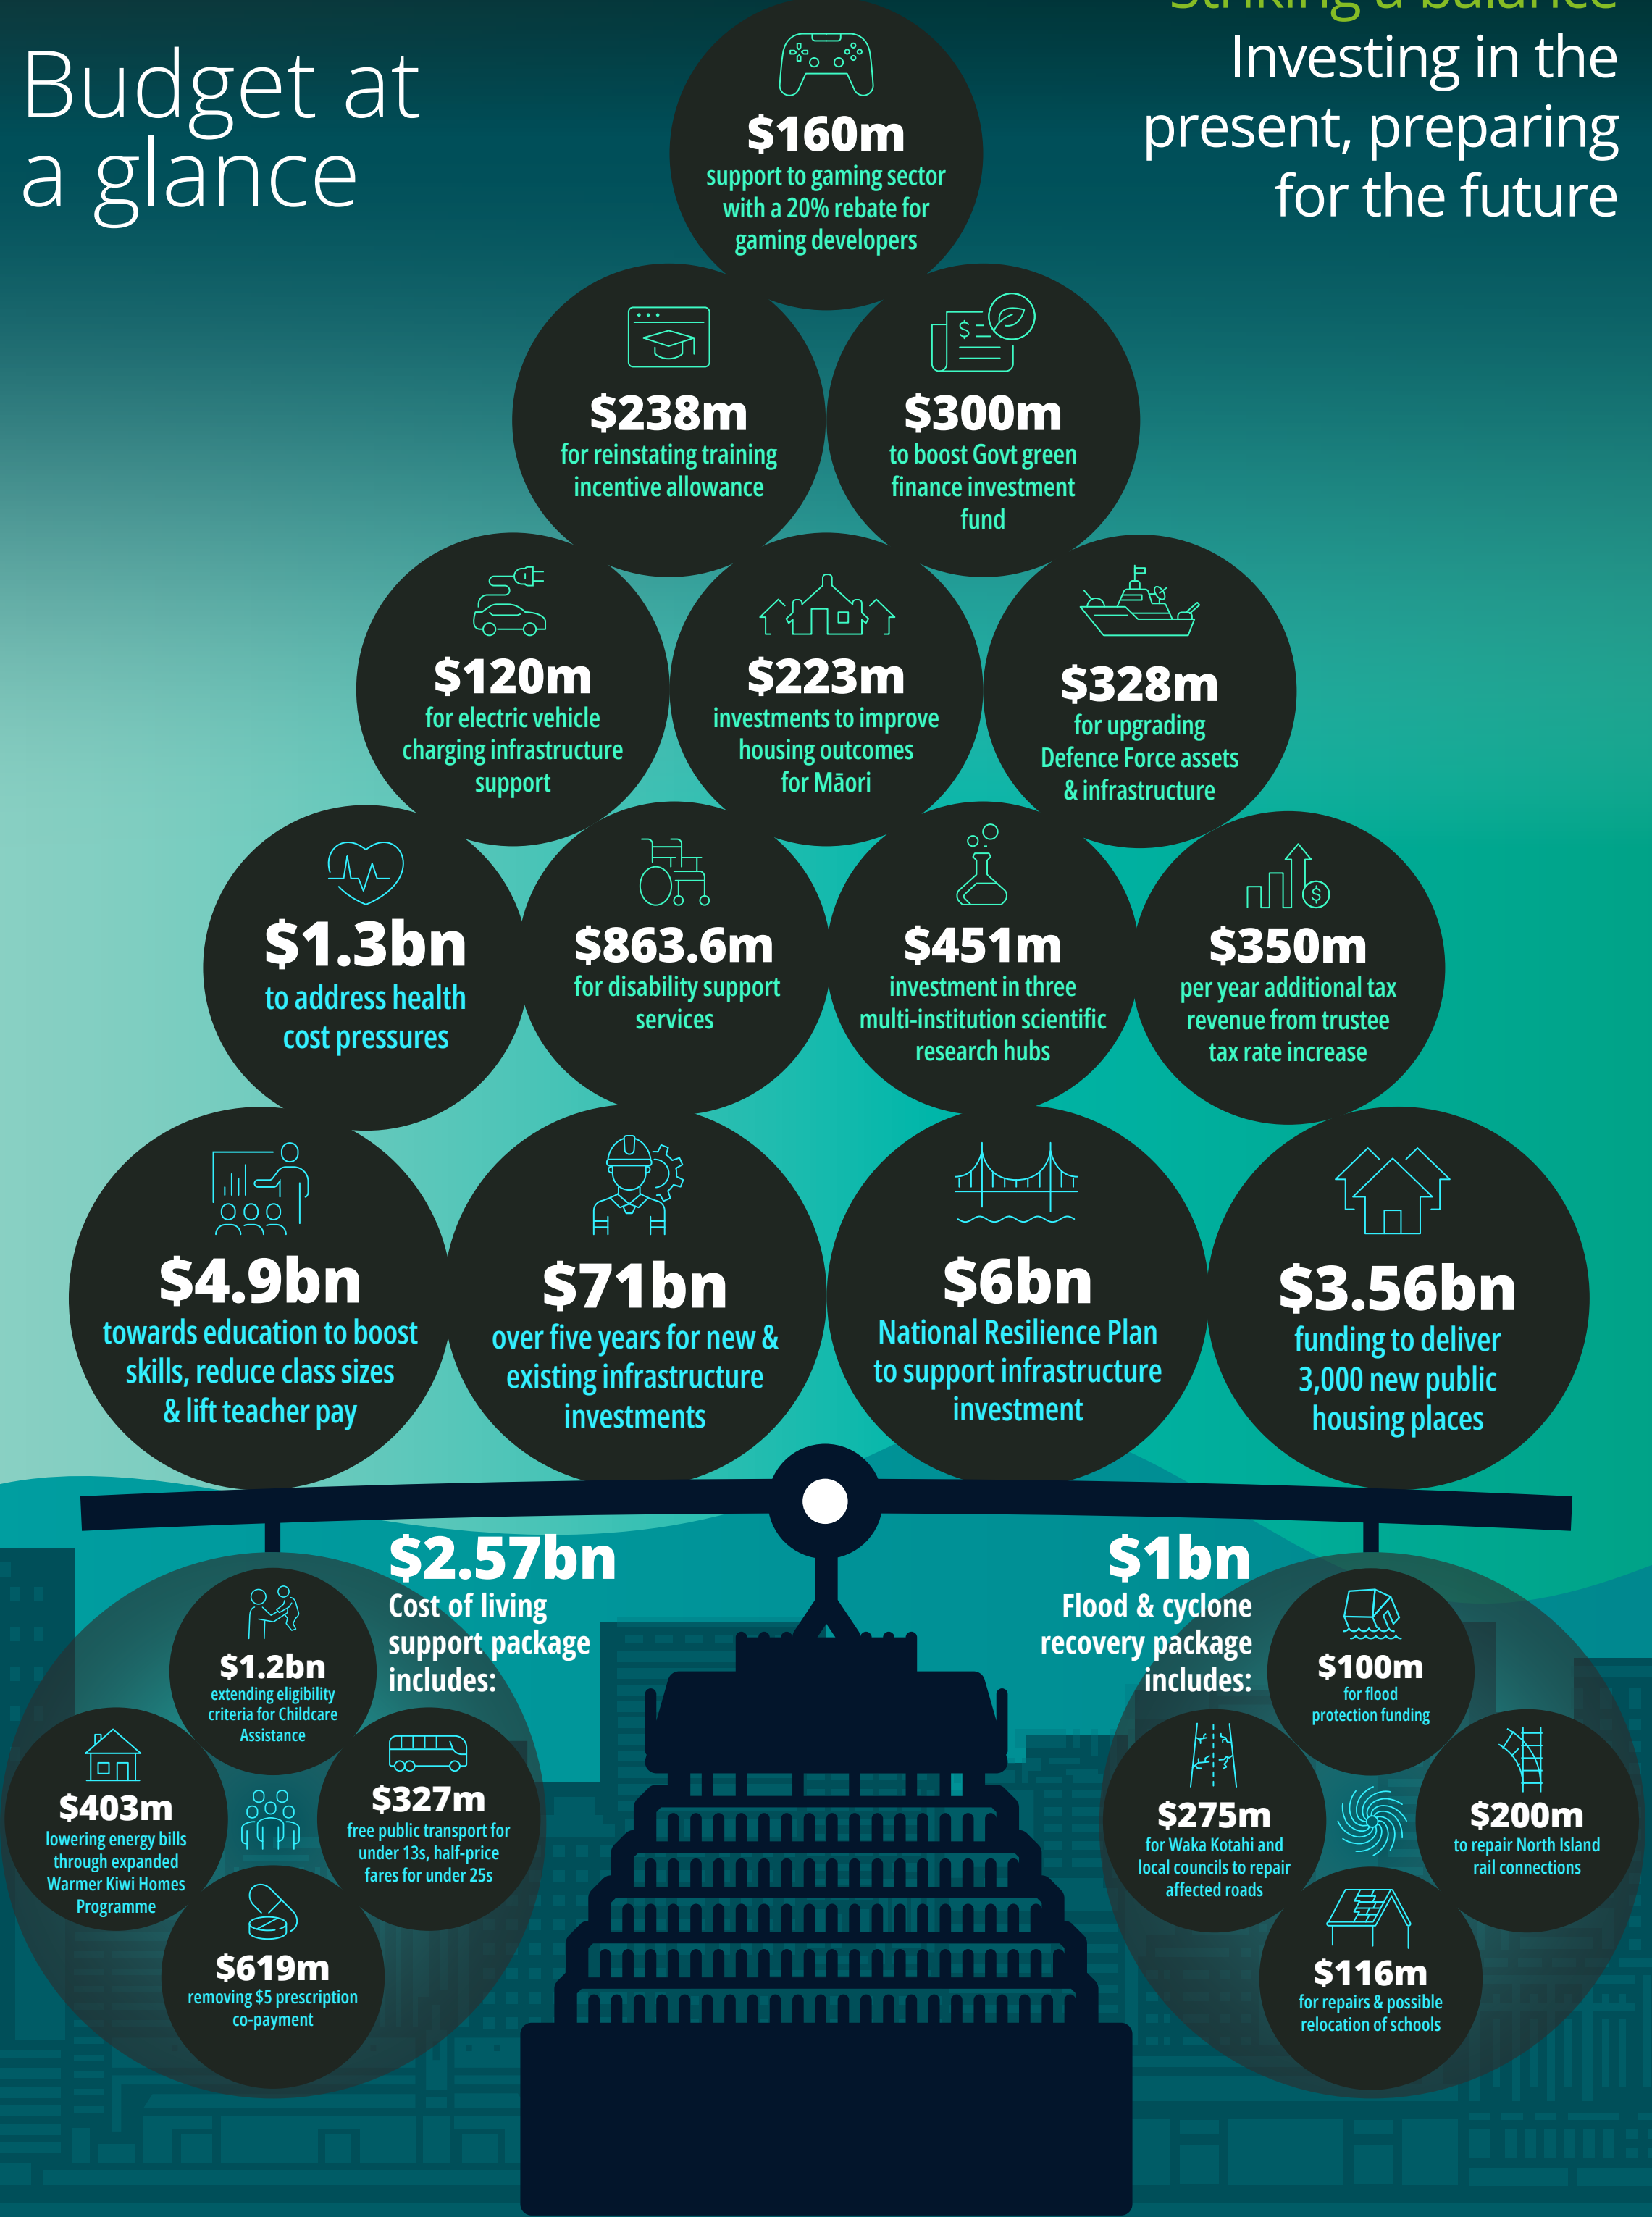 Budget at
a glance
Striking a balance
Investing in the
present, preparing
for the future
$160m
support to gaming sector
with a 20% rebate for
gaming developers
$238m
for reinstating training
incentive allowance
$300m
to boost Govt green
finance investment
fund
$120m
for electric vehicle
charging infrastructure
support
$223m
investments to improve
housing outcomes
for Māori
$328m
for upgrading
Defence Force assets
& infrastructure
$1.3bn
to address health
cost pressures
$863.6m
for disability support
services
$451m
investment in three
multi-institution scientific
research hubs
$350m
per year additional tax
revenue from trustee
tax rate increase
$4.9bn
towards education to boost
skills, reduce class sizes
& lift teacher pay
$71bn
over five years for new &
existing infrastructure
investments
$6bn
National Resilience Plan
to support infrastructure
investment
$3.56bn
funding to deliver
3,000 new public
housing places
$2.57bn
Cost of living
support package
includes:
$1.2bn
extending eligibility
criteria for Childcare
Assistance
$403m
lowering energy bills
through expanded
Warmer Kiwi Homes
Programme
$327m
free public transport for
under 13s, half-price
fares for under 25s
$619m
removing $5 prescription
co-payment
$1bn
Flood & cyclone
recovery package
includes:
$100m
for flood
protection funding
$275m
for Waka Kotahi and
local councils to repair
affected roads
$200m
to repair North Island
rail connections
$116m
for repairs & possible
relocation of schools